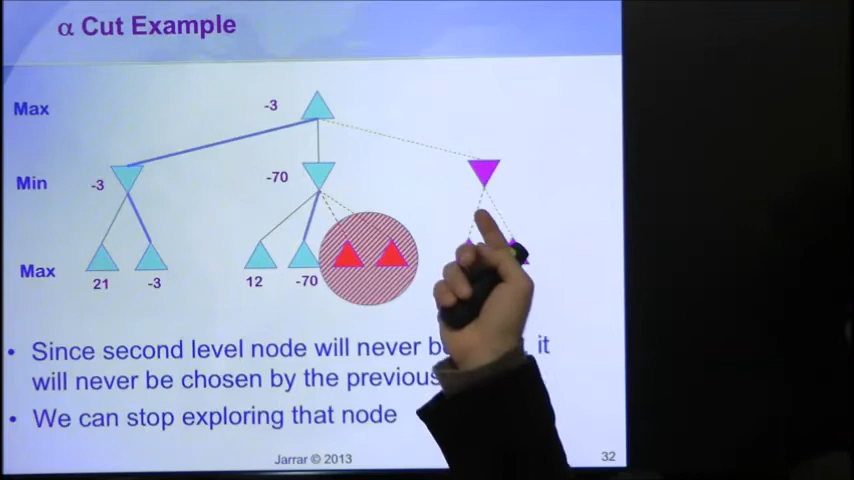 α Cut Example
Max
-3
Min
-3
-70
Max
21
-3
12
-70
• Since second level node will never b it
will never be chosen by the previous
• We can stop exploring that node
Jarrar © 2013
32